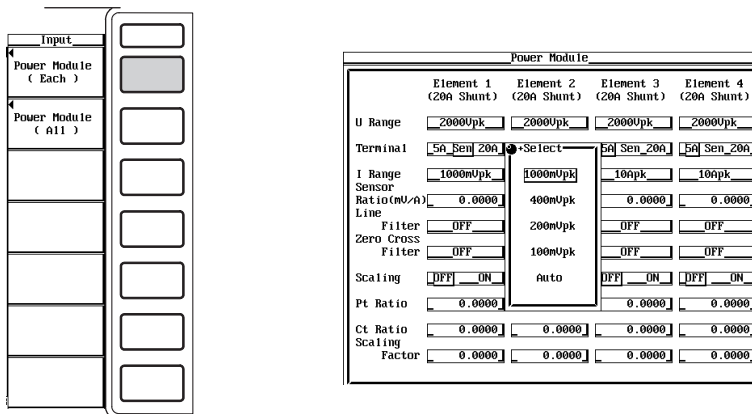 Input
Power Module
( Each )
Power Module
( All )
Power Module
Element 1 Element 2 Element 3 Element 4
(20A Shunt) (20A Shunt) (20A Shunt) (20A Shunt)
U Range 2000Vpk 2000Vpk 2000Vpk 2000Vpk
Terminal 5A Sen 20A +Select 5A Sen 20A 5A Sen 20A
I Range 1000mVpk 1000mVpk 10Apk 10Apk
Sensor
Ratio(mV/A) 0.0000 400mVpk 0.0000 0.0000
Line
Filter OFF 200mVpk OFF OFF
Zero Cross
Filter OFF 100mVpk OFF OFF
Scaling OFF ON Auto OFF ON OFF ON
Pt Ratio 0.0000 0.0000 0.0000
Ct Ratio 0.0000 0.0000 0.0000 0.0000
Scaling
Factor 0.0000 0.0000 0.0000 0.0000